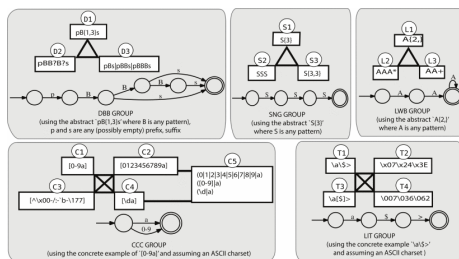 D1
pB{1,3}s
D2
pBB?B?s
D3
pBs|pBBs|pBBBs
p
B
B
s
B
s
s
DBB GROUP
(using the abstract `pB{1,3}s' where B is any pattern,
p and s are any (possibly empty) prefix, suffix
S1
S{3}
S2
SSS
S3
S{3,3}
S
S
S
SNG GROUP
(using the abstract `S{3}'
where S is any pattern)
L1
A{2,}
L2
AAA*
L3
AA+
A
A
A
LWB GROUP
(using the abstract `A{2,}'
where A is any pattern)
C1
[0-9a]
C2
[0123456789a]
C5
(0|1|2|3|4|5|6|7|8|9|a)
([0-9]|a)
(\d|a)
C3
[^\x00-/:-`b-\177]
C4
[\da]
a
0-9
CCC GROUP
(using the concrete example of `[0-9a]' and assuming an ASCII charset)
T1
\a\$>
T2
\x07\x24\x3E
T3
\a[$]>
T4
\007\036\062
a
$
>
LIT GROUP
(using the concrete example `\a\$>'
and assuming an ASCII charset)